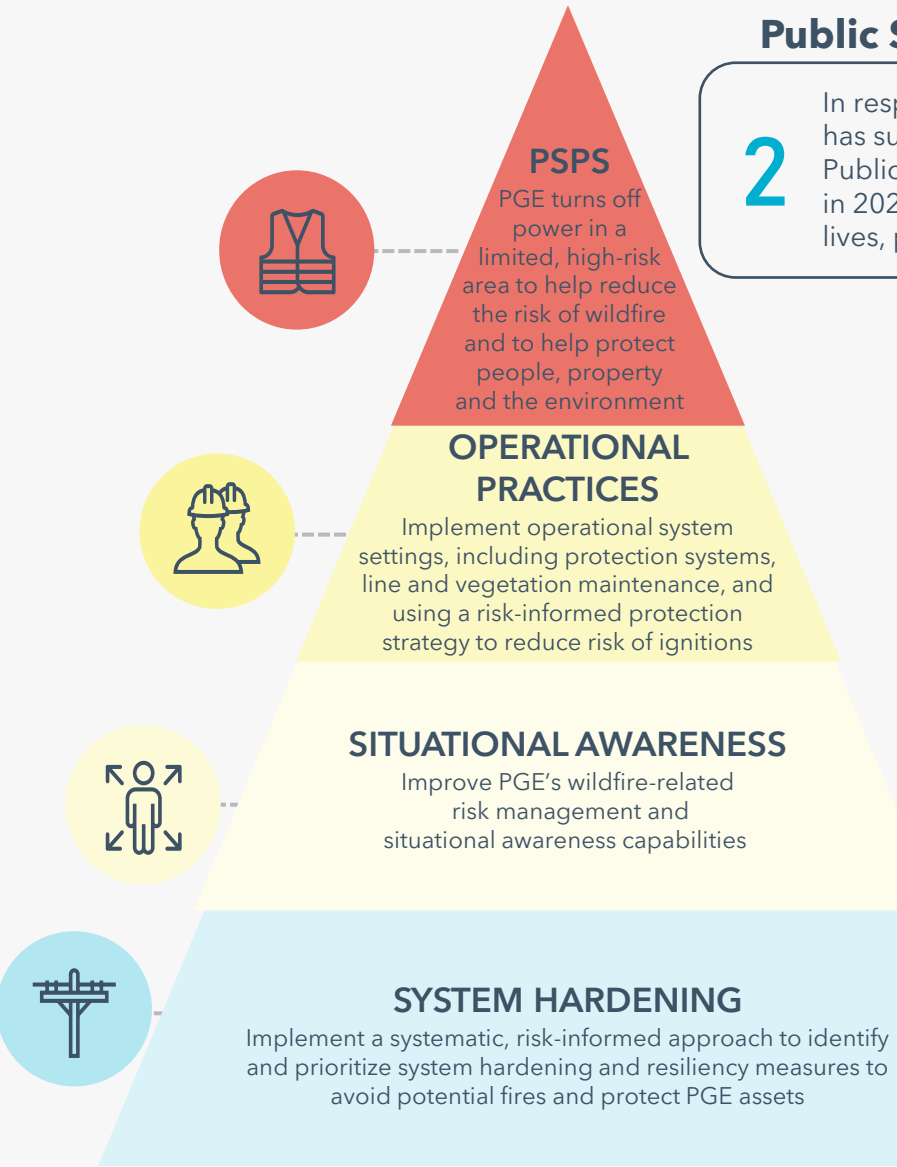 Public
2
In
has
Public
in
lives,
PSPS
PGE turns off
power in a
limited, high-risk
area to help reduce
the risk of wildfire
and to help protect
people, property
and the environment
OPERATIONAL
PRACTICES
Implement operational system
settings, including protection systems,
line and vegetation maintenance, and
using a risk-informed protection
strategy to reduce risk of ignitions
SITUATIONAL AWARENESS
Improve PGE’s wildfire-related
risk management and
situational awareness capabilities
SYSTEM HARDENING
Implement a systematic, risk-informed approach to identify
and prioritize system hardening and resiliency measures to
avoid potential fires and protect PGE assets